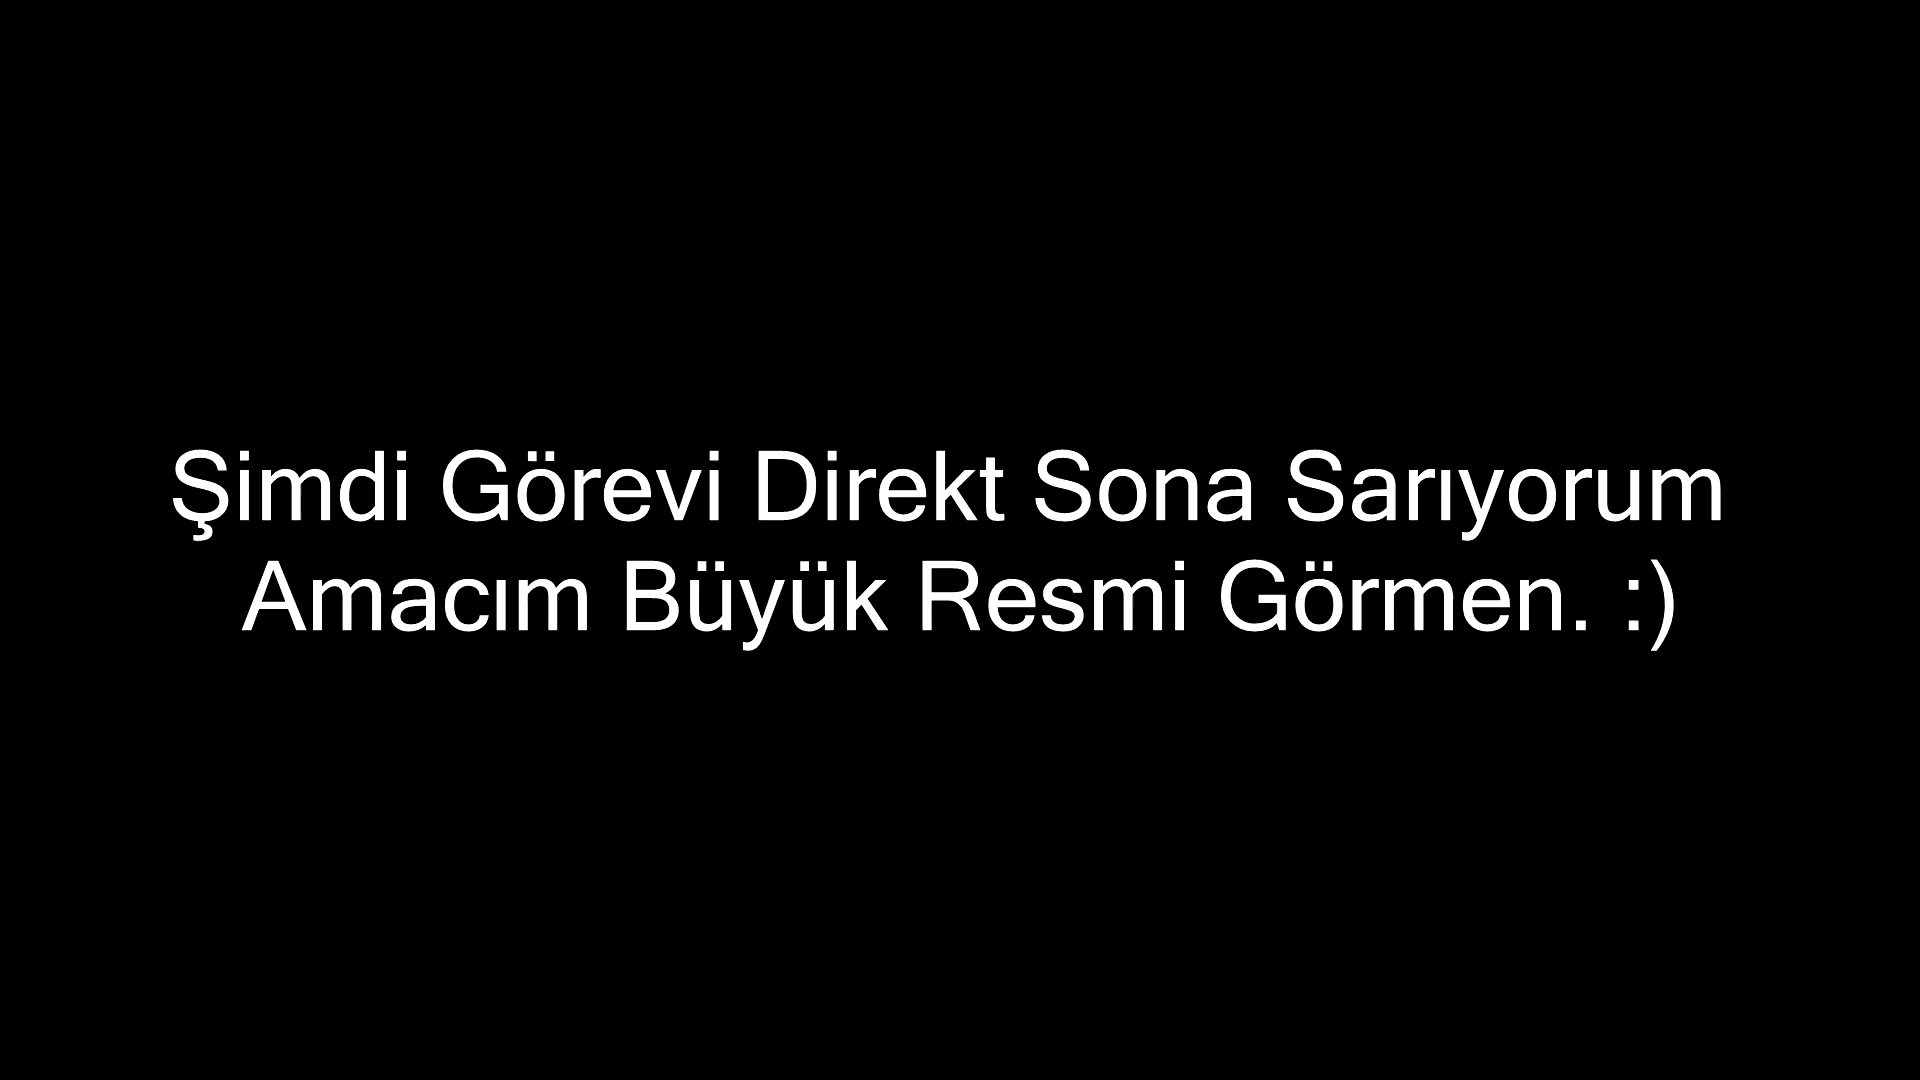 Şimdi Görevi Direkt Sona Sarıyorum
Amacım Büyük Resmi Görmen. :)